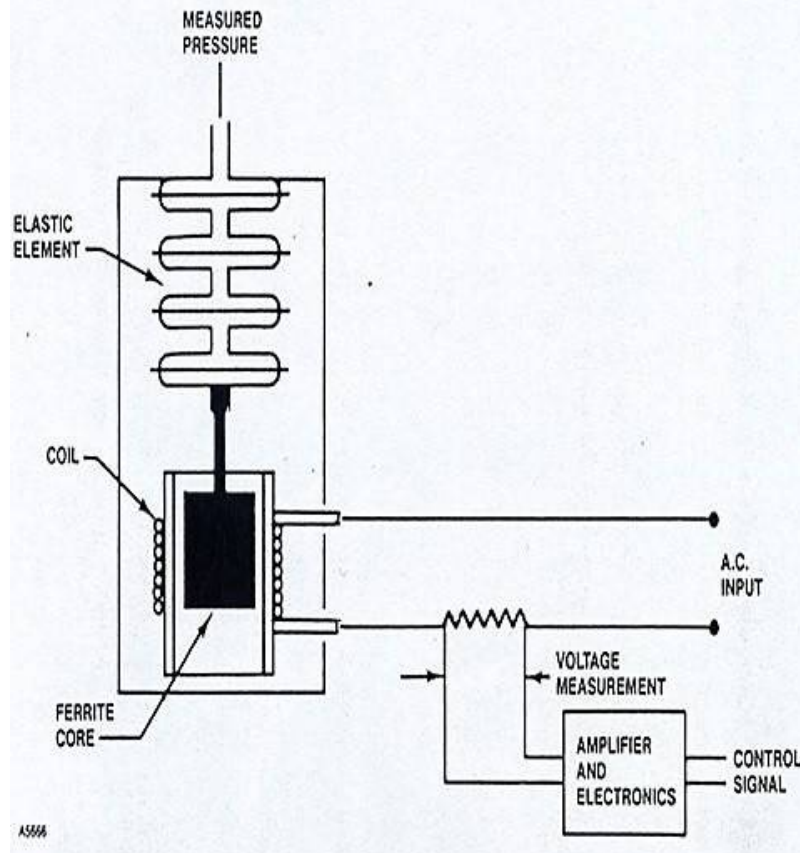 MEASURED
PRESSURE
ELASTIC
ELEMENT
COIL
A.C.
INPUT
VOLTAGE
MEASUREMENT
FERRITE
CORE
AMPLIFIER
AND
ELECTRONICS
CONTROL
SIGNAL
A5666